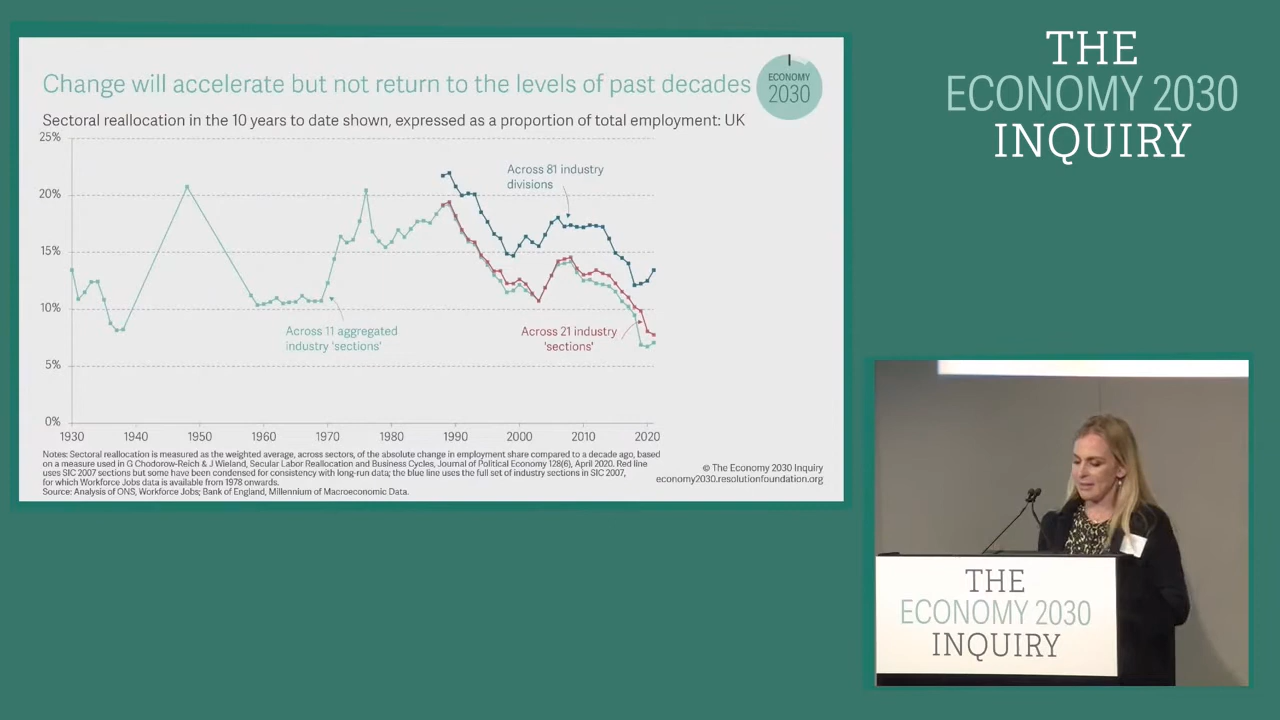 Change will accelerate but not return to the levels of past decades
ECONOMY
2030
Sectoral reallocation in the 10 years to date shown, expressed as a proportion of total employment: UK
25%
20%
15%
10%
5%
0%
Across 81 industry
divisions
Across 11 aggregated
industry 'sections'
Across 21 industry
'sections'
1930 1940 1950 1960 1970 1980 1990 2000 2010 2020
Notes: Sectoral reallocation is measured as the weighted average, across sectors, of the absolute change in employment share compared to a decade ago, based
on a measure used in G Chodorow-Reich & J Wieland, Secular Labor Reallocation and Business Cycles, Journal of Political Economy 128(6), April 2020. Red line
uses SIC 2007 sections but some have been condensed for consistency with long-run data; the blue line uses the full set of industry sections in SIC 2007,
for which Workforce Jobs data is available from 1978 onwards.
Source: Analysis of ONS, Workforce Jobs; Bank of England, Millennium of Macroeconomic Data.
© The Economy 2030 Inquiry
economy2030.resolutionfoundation.org
THE
ECONOMY 2030
INQUIRY
THE
ECONOMY 2030
INQUIRY